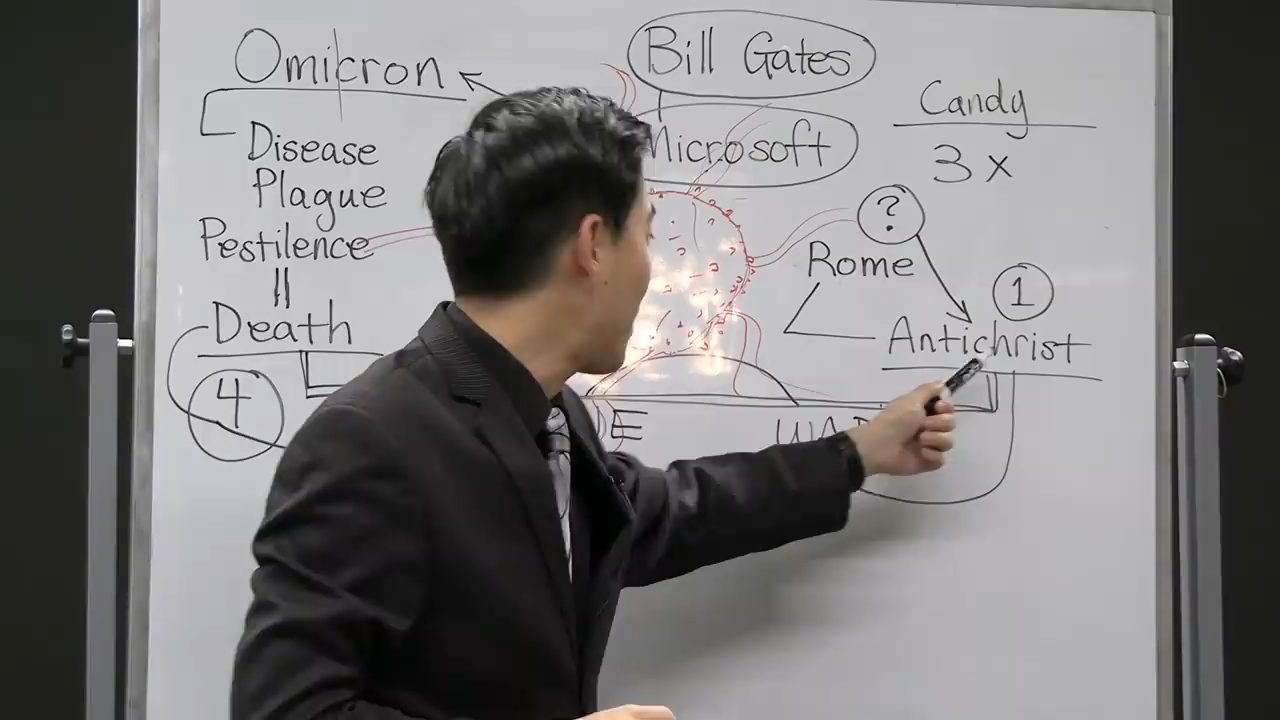 Omicron
Disease
Plague
Pestilence
Death
4
Bill Gates
Microsoft
Candy
3 x
?
Rome
1
Antichrist